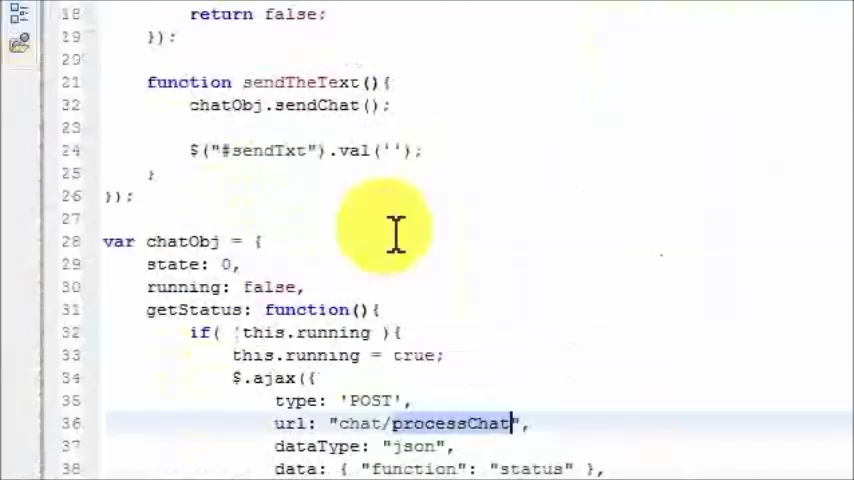 18 return false;
19 });
20
21 function sendTheText(){
22 chatObj.sendChat();
23
24 $("#sendTxt").val('');
25 }
26 });
27
28 var chatObj = {
29 state: 0,
30 running: false,
31 getStatus: function(){
32 if( !this.running ){
33 this.running = true;
34 $.ajax({
35 type: 'POST',
36 url: "chat/processChat",
37 dataType: "json",
38 data: { "function": "status" },